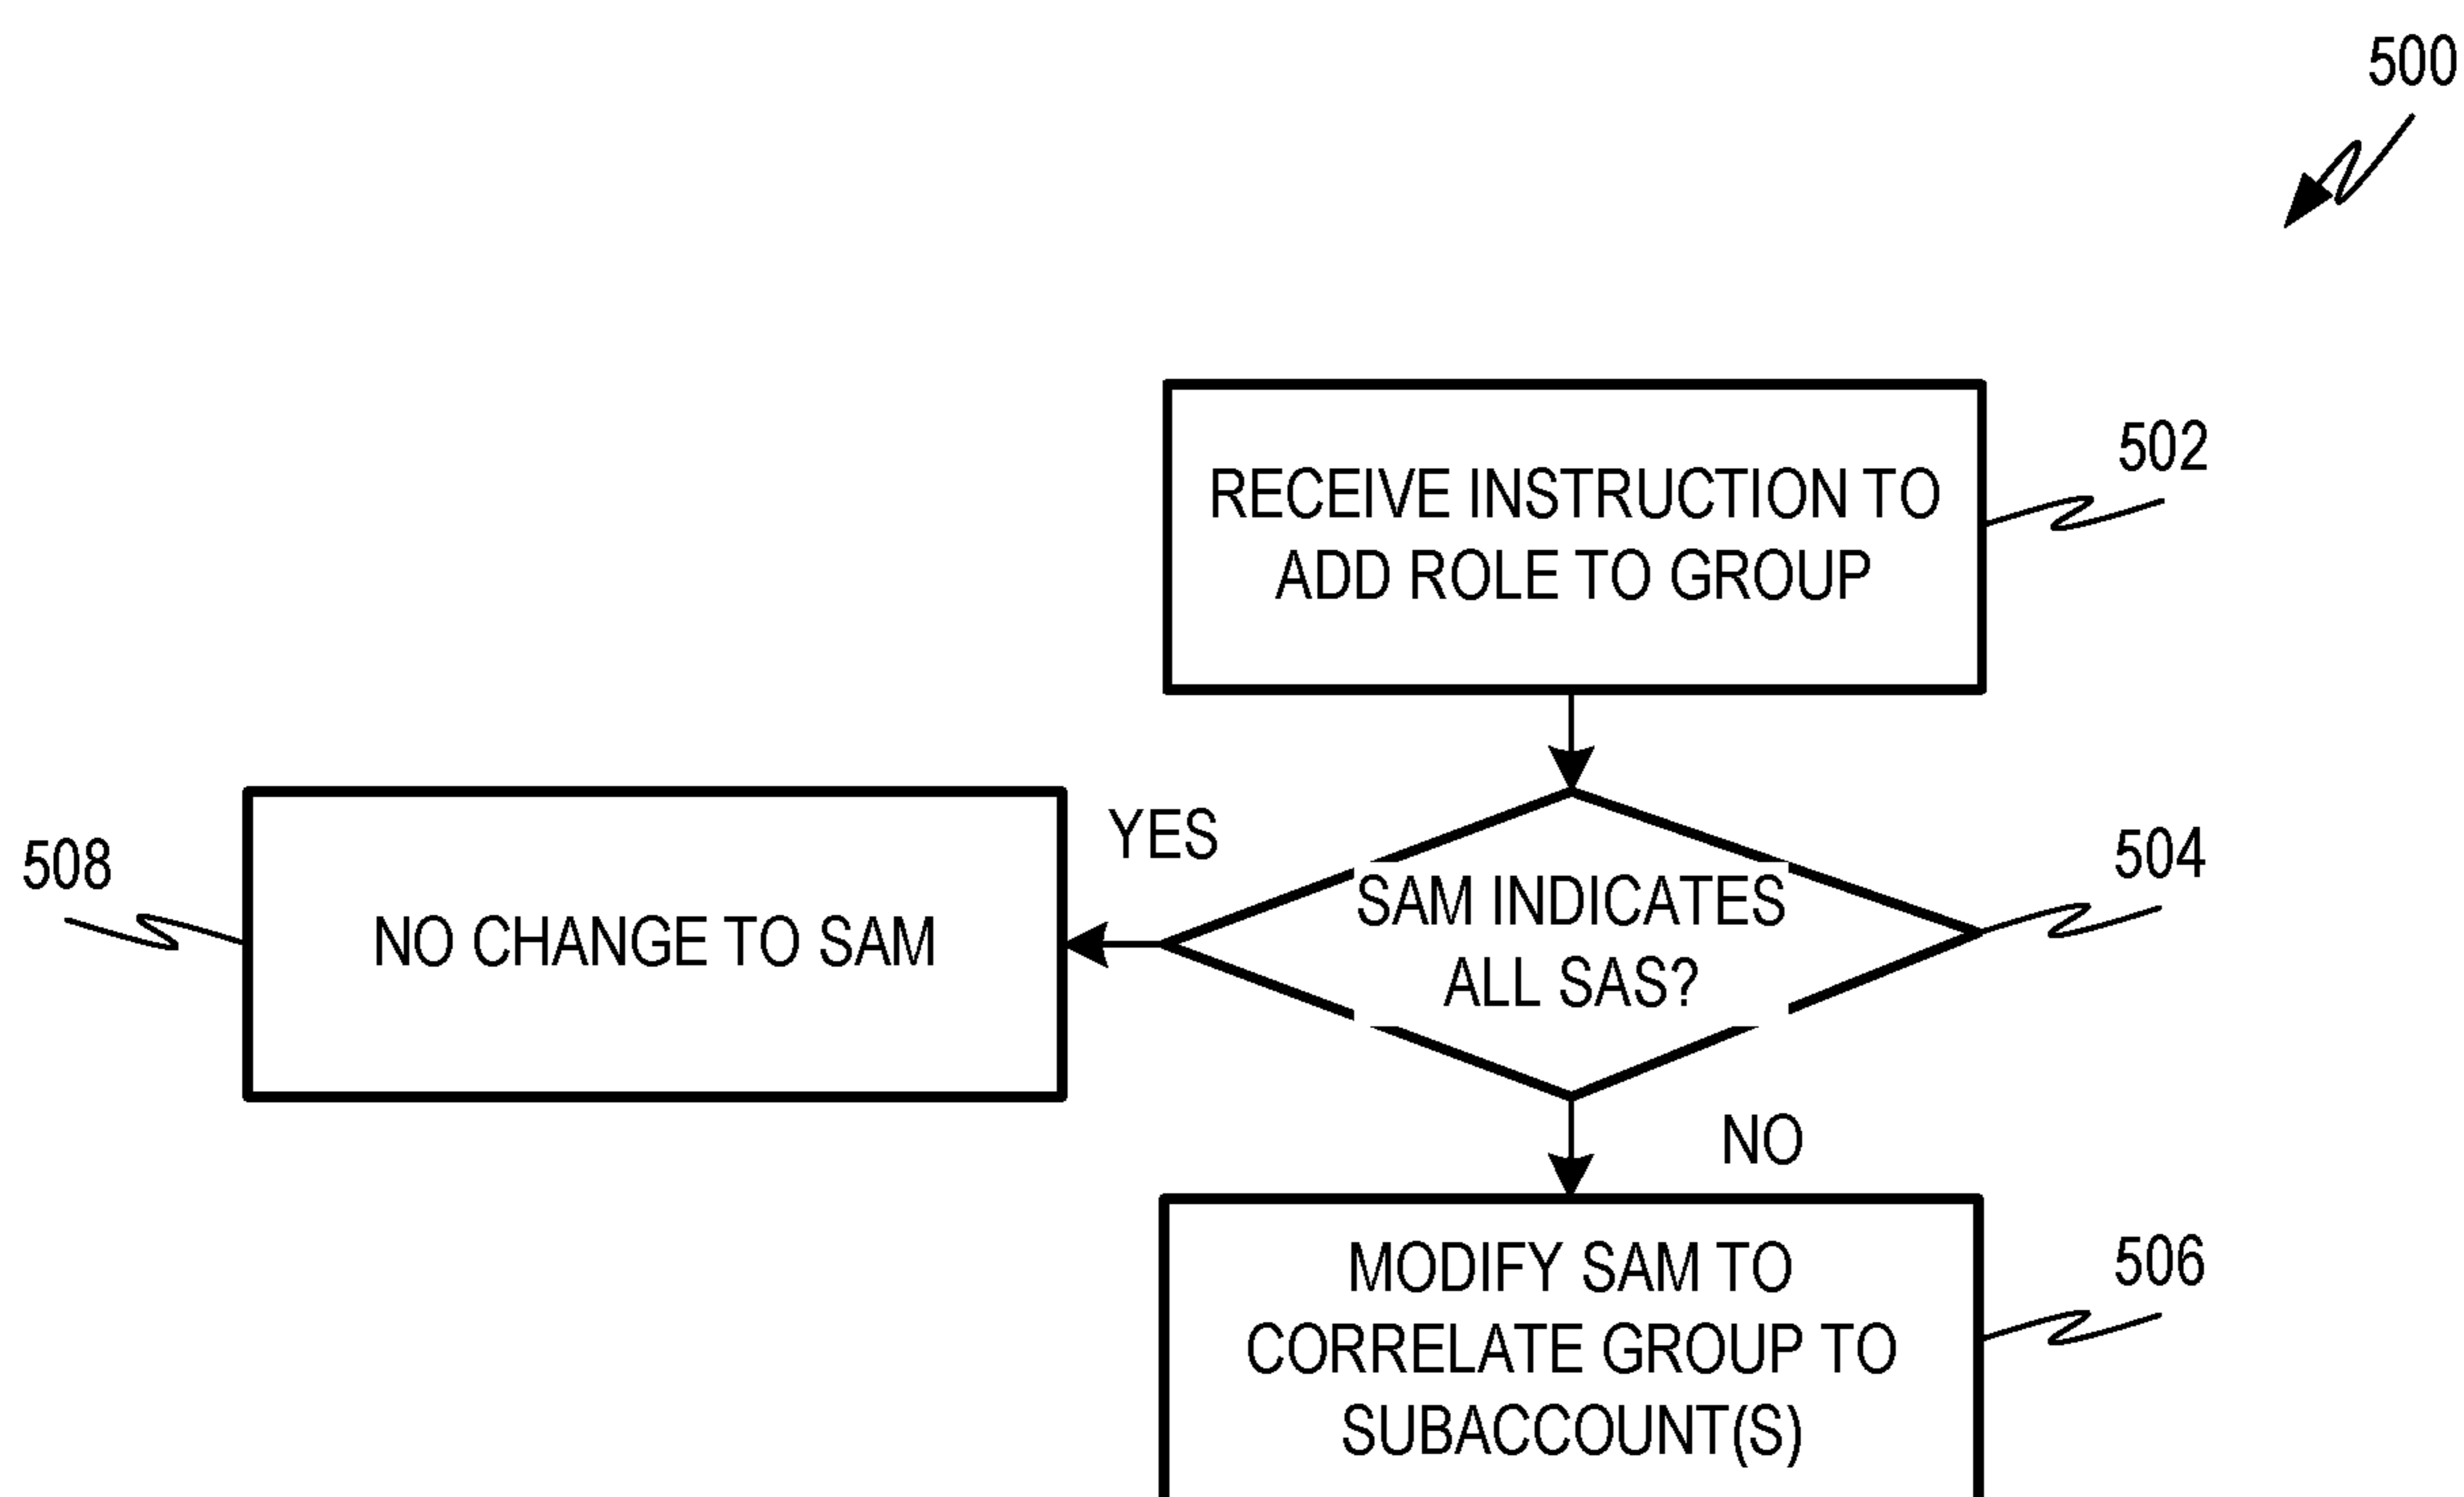 500
RECEIVE INSTRUCTION TO
ADD ROLE TO GROUP
502
YES
508
NO CHANGE TO SAM
SAM INDICATES
ALL SAS?
504
NO
MODIFY SAM TO
CORRELATE GROUP TO
SUBACCOUNT(S)
506